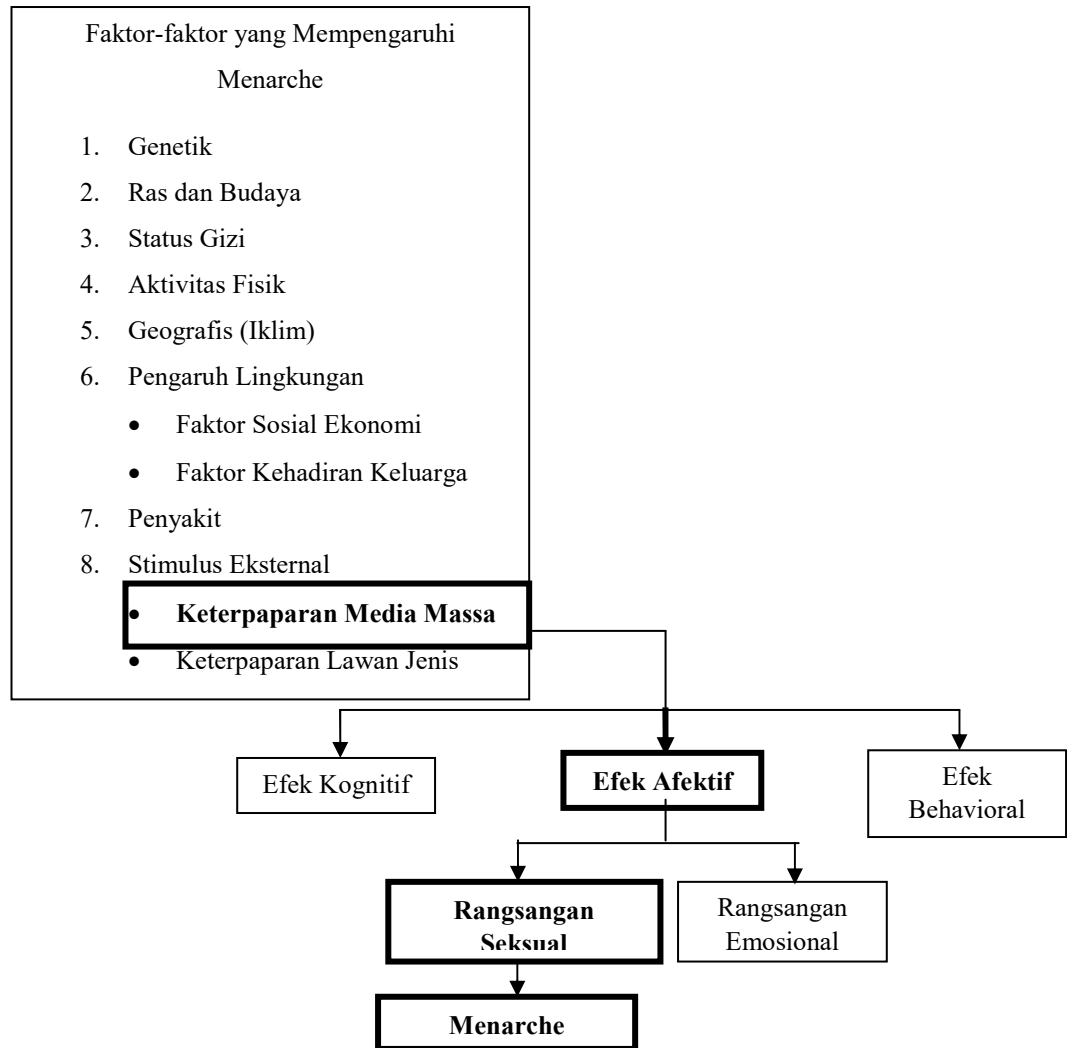 Faktor-faktor yang Mempengaruhi
Menarche
1. Genetik
2. Ras dan Budaya
3. Status Gizi
4. Aktivitas Fisik
5. Geografis (Iklim)
6. Pengaruh Lingkungan
• Faktor Sosial Ekonomi
• Faktor Kehadiran Keluarga
7. Penyakit
8. Stimulus Eksternal
• Keterpaparan Media Massa
• Keterpaparan Lawan Jenis
Efek Kognitif
Efek Afektif
Efek
Behavioral
Rangsangan
Seksual
Rangsangan
Emosional
Menarche